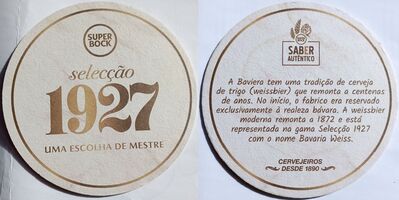 SUPER
BOCK
selecção
1927
UMA ESCOLHA DE MESTRE
SABER
AUTÊNTICO
A Baviera tem uma tradição de cerveja
de trigo (weissbier) que remonta a centenas
de anos. No início, o fabrico era reservado
exclusivamente à realeza bávara. A weissbier
moderna remonta a 1872 e está
representada na gama Selecção 1927
com o nome Bavaria Weiss.
CERVEJEIROS
DESDE 1890